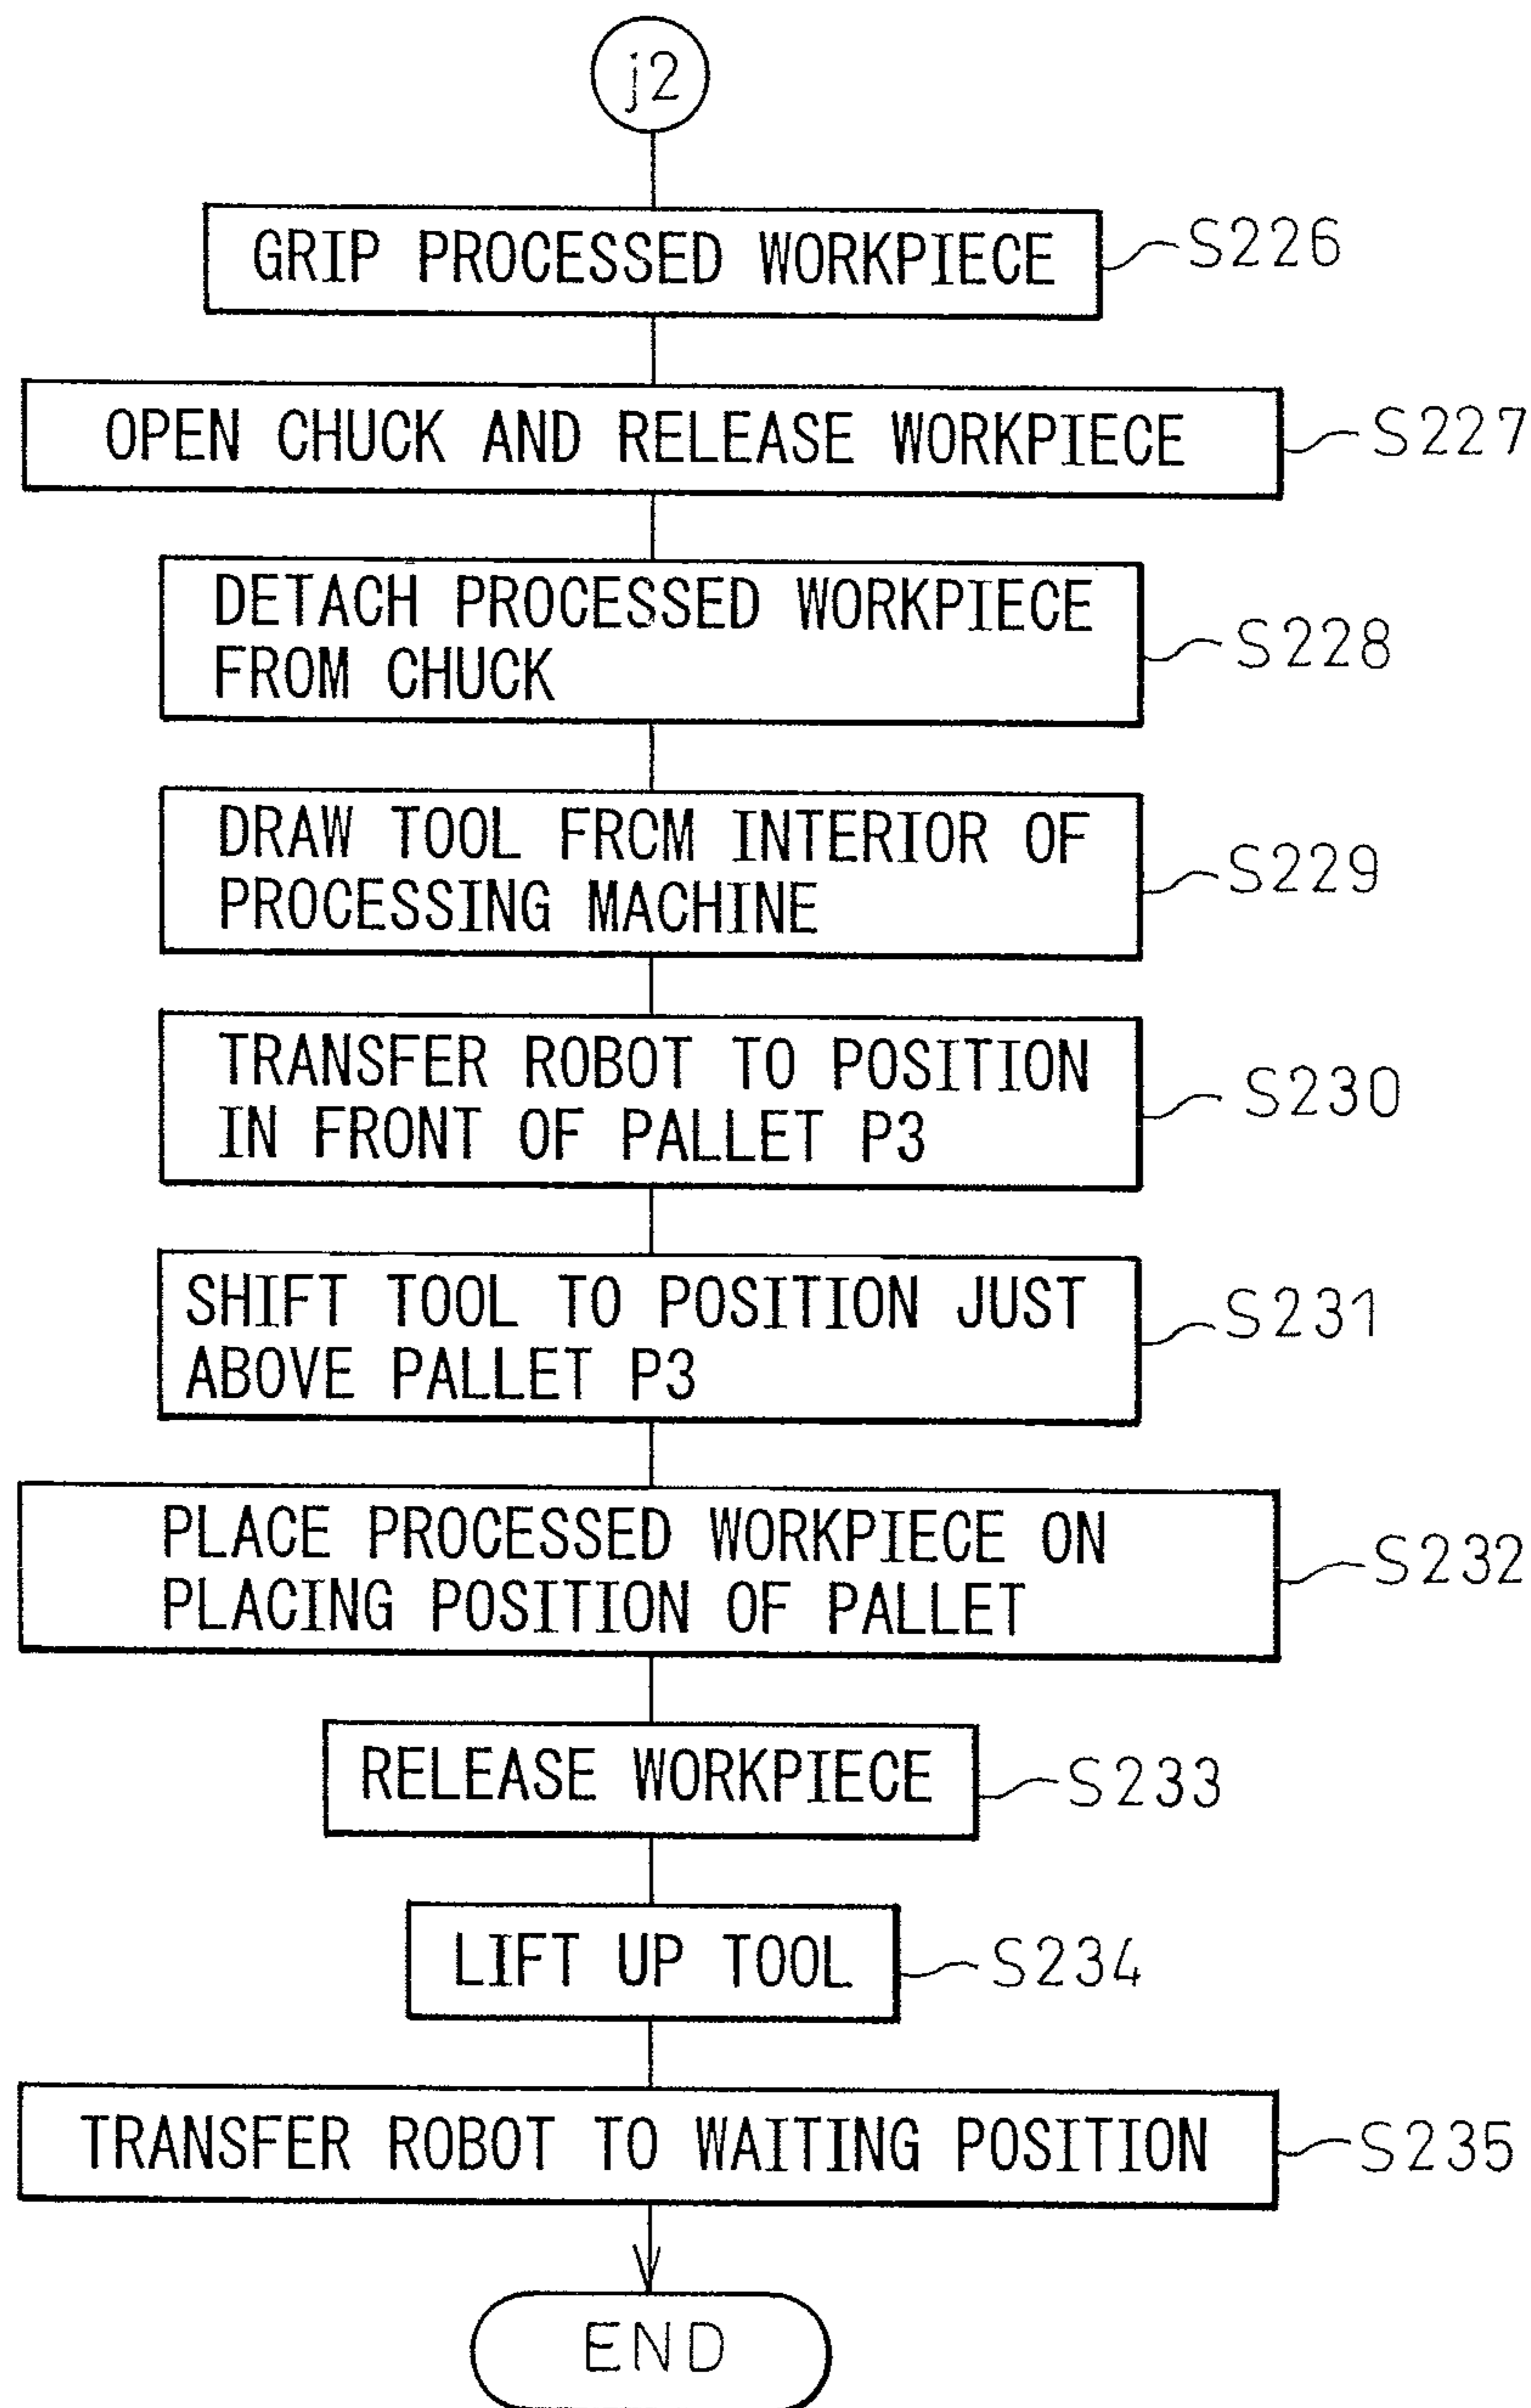 j2
GRIP PROCESSED WORKPIECE
S226
OPEN CHUCK AND RELEASE WORKPIECE
S227
DETACH PROCESSED WORKPIECE
FROM CHUCK
S228
DRAW TOOL FRCM INTERIOR OF
PROCESSING MACHINE
S229
TRANSFER ROBOT TO POSITION
IN FRONT OF PALLET P3
S230
SHIFT TOOL TO POSITION JUST
ABOVE PALLET P3
S231
PLACE PROCESSED WORKPIECE ON
PLACING POSITION OF PALLET
S232
RELEASE WORKPIECE
S233
LIFT UP TOOL
S234
TRANSFER ROBOT TO WAITING POSITION
S235
END